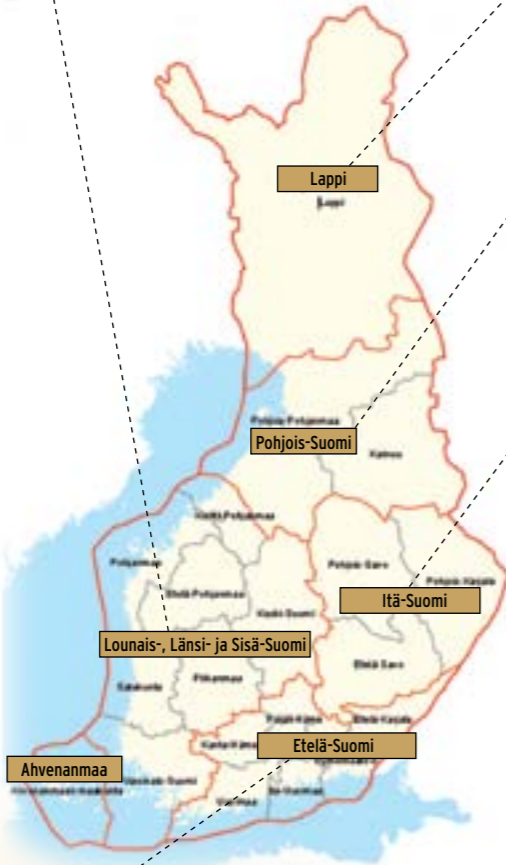 Lappi
Lappi
Pohjois-Pohjanmaa
Pohjois-Suomi
Kainuu
Keski-Pohjanmaa
Pohjanmaa
Pohjois-Savo
Pohjois-Karjala
Etelä-Pohjanmaa
Itä-Suomi
Keski-Suomi
Lounais-, Länsi- ja Sisä-Suomi
Etelä-Savo
Satakunta
Pirkanmaa
Päijät-Häme
Etelä-Karjala
Kanta-Häme
Etelä-Suomi
Ahvenanmaa
Varsinais-Suomi
Uusimaa
Itä-Uusimaa